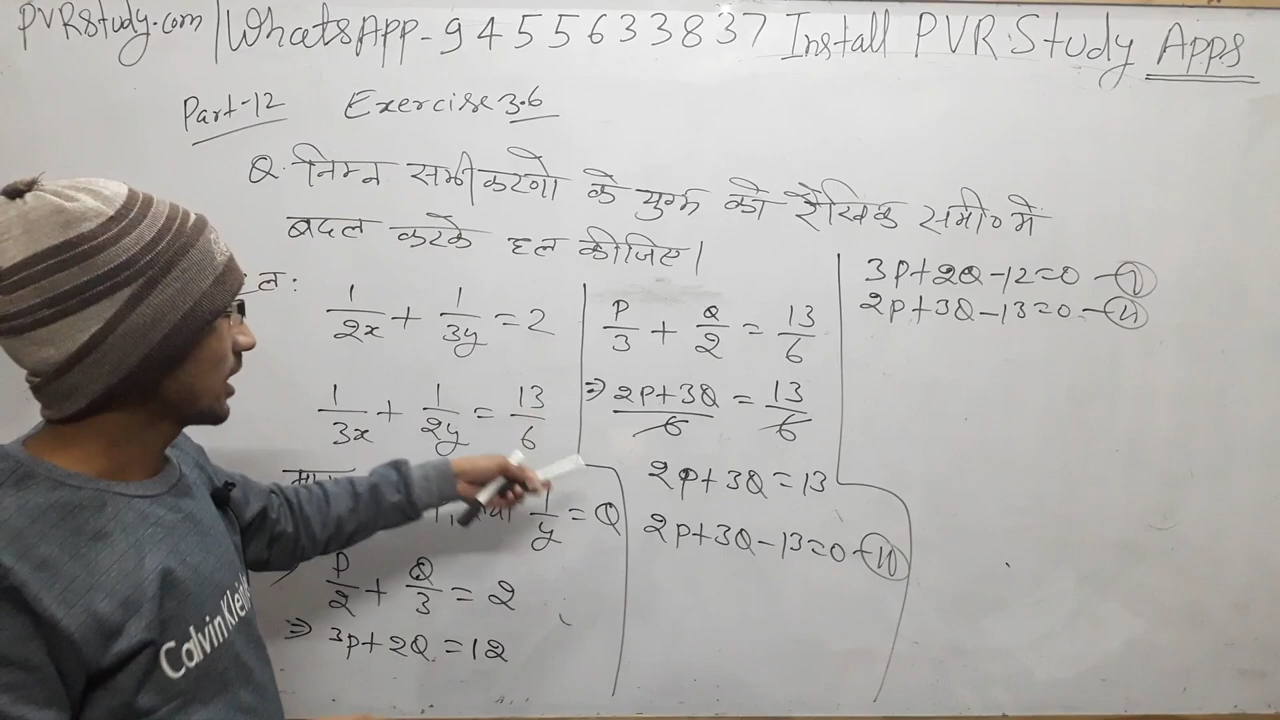 PVRStudy.com | WhatsApp-9455633837 Install PVR Study Apps
Part-12 Exercise 3.6
Q. निम्न समीकरणो के युग्म को रैखिक समी० में
बदल करके हल कीजिए।
1/2x + 1/3y = 2
1/3x + 1/2y = 13/6
1/y = Q
P/2 + Q/3 = 2
⇒ 3P+2Q=12
P/3 + Q/2 = 13/6
⇒ 2P+3Q/6 = 13/6
2P+3Q=13
2P+3Q-13=0 -(II)
3P+2Q-12=0 -(I)
2P+3Q-13=0 -(II)
Calvin Klein